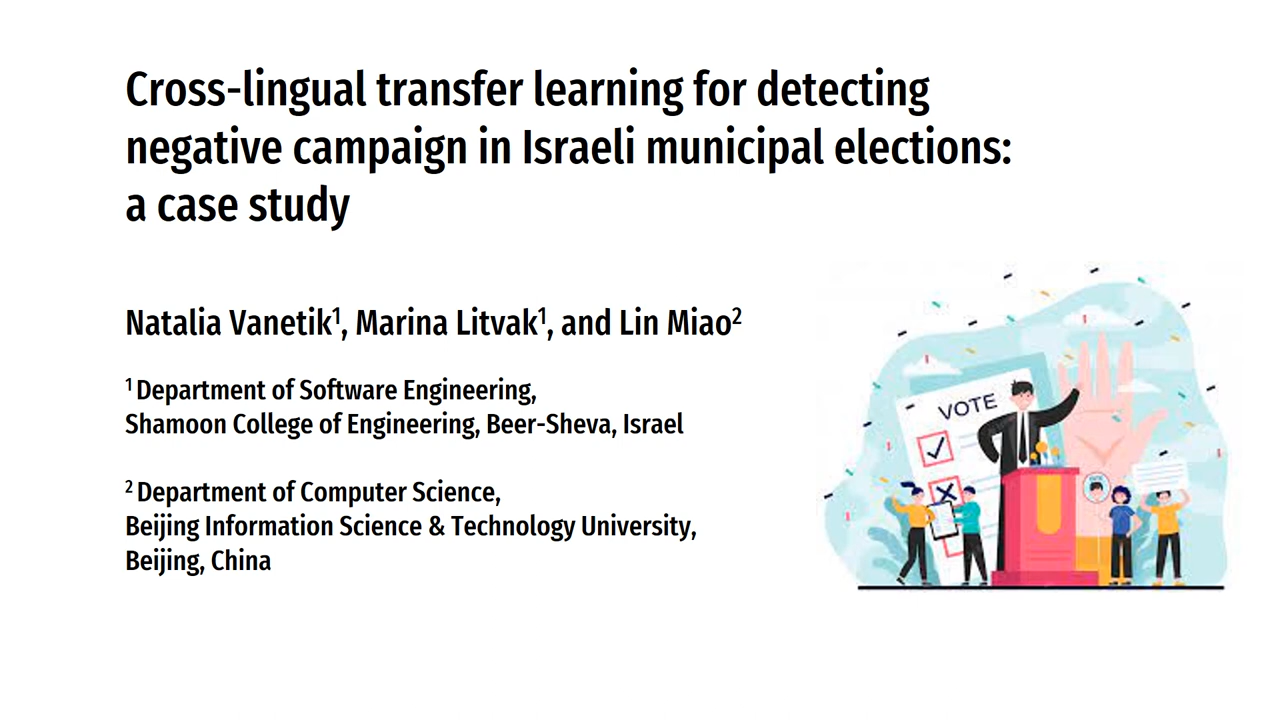 Cross-lingual transfer learning for detecting
negative campaign in Israeli municipal elections:
a case study
Natalia Vanetik¹, Marina Litvak¹, and Lin Miao²
¹ Department of Software Engineering,
Shamoon College of Engineering, Beer-Sheva, Israel
² Department of Computer Science,
Beijing Information Science & Technology University,
Beijing, China
VOTE